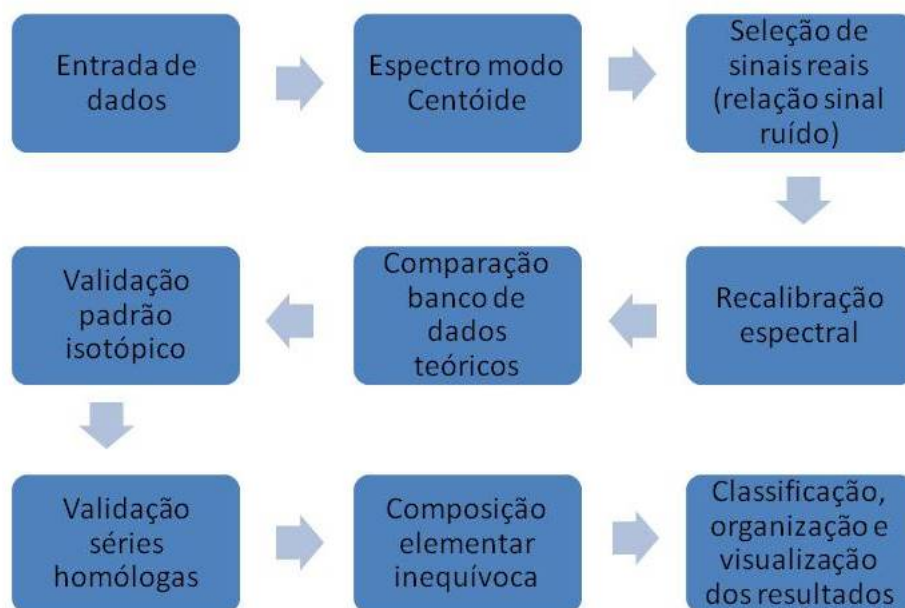 Entrada de
dados
Espectro modo
Centóide
Seleção de
sinais reais
(relação sinal
ruído)
Recalibração
espectral
Comparação
banco de
dados
teóricos
Validação
padrão
isotópico
Validação
séries
homólogas
Composição
elementar
inequívoca
Classificação,
organização e
visualização
dos resultados